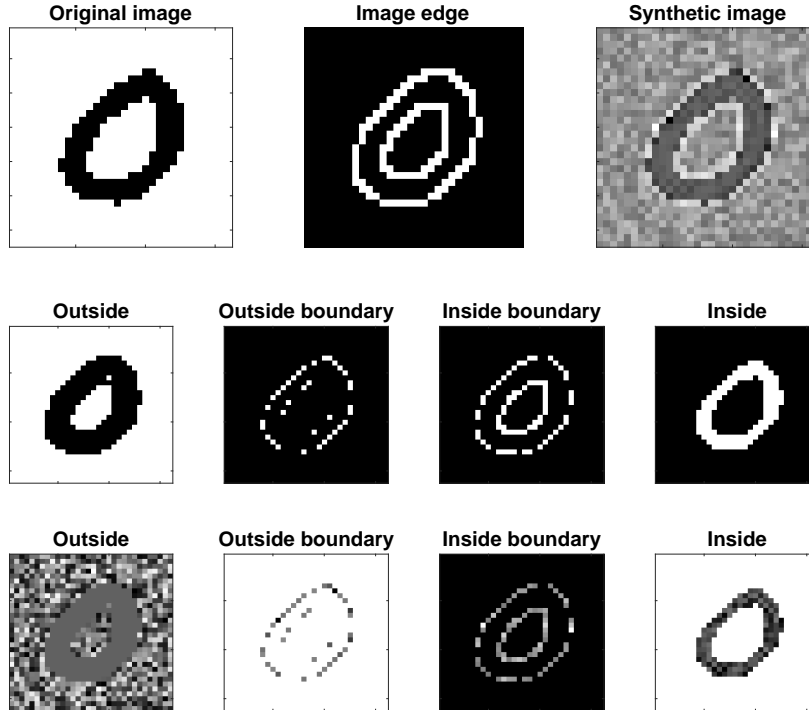 Original image
Image edge
Synthetic image
Outside
Outside boundary
Inside boundary
Inside
Outside
Outside boundary
Inside boundary
Inside